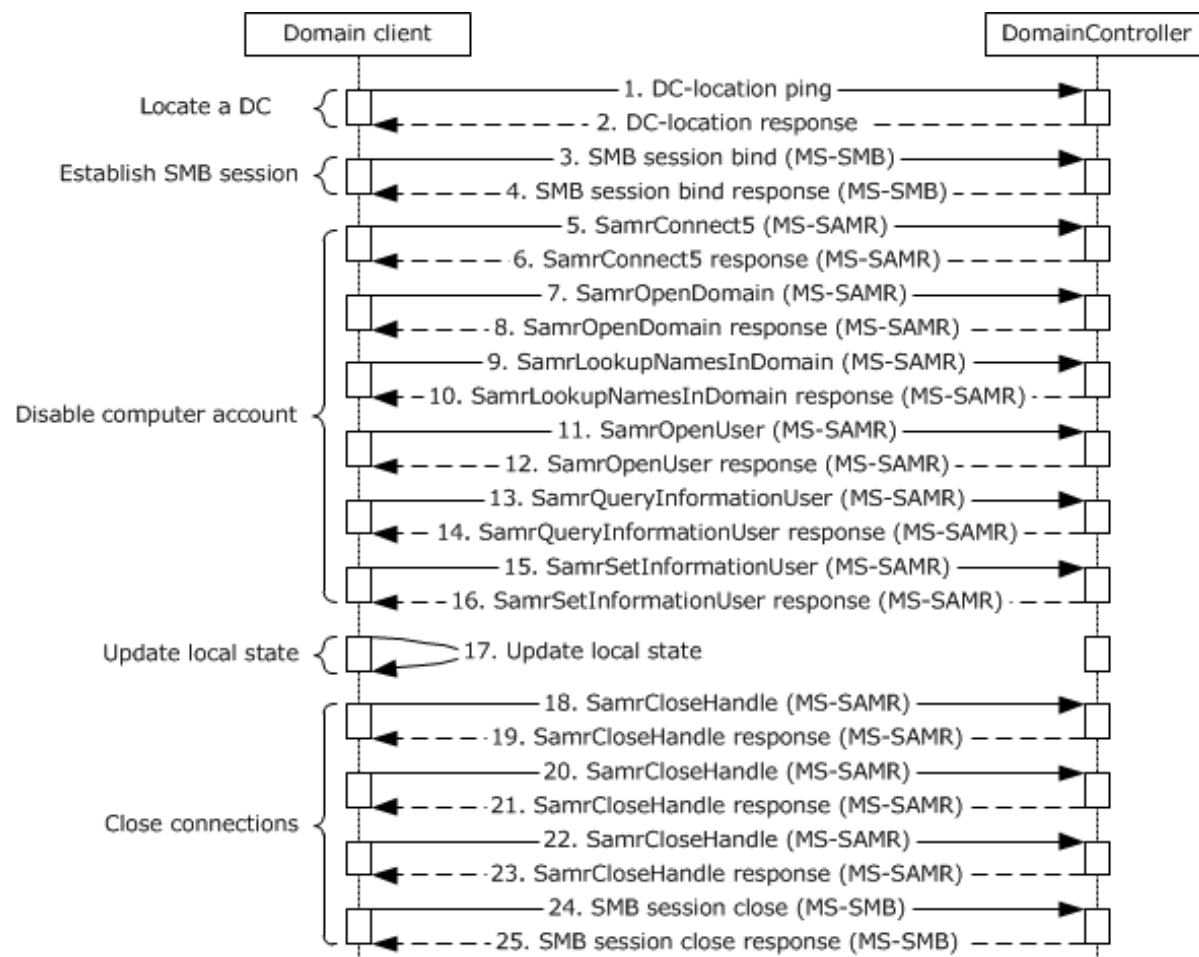 Domain client
DomainController
Locate a DC
1. DC-location ping
2. DC-location response
Establish SMB session
3. SMB session bind (MS-SMB)
4. SMB session bind response (MS-SMB)
Disable computer account
5. SamrConnect5 (MS-SAMR)
6. SamrConnect5 response (MS-SAMR)
7. SamrOpenDomain (MS-SAMR)
8. SamrOpenDomain response (MS-SAMR)
9. SamrLookupNamesInDomain (MS-SAMR)
10. SamrLookupNamesInDomain response (MS-SAMR)
11. SamrOpenUser (MS-SAMR)
12. SamrOpenUser response (MS-SAMR)
13. SamrQueryInformationUser (MS-SAMR)
14. SamrQueryInformationUser response (MS-SAMR)
15. SamrSetInformationUser (MS-SAMR)
16. SamrSetInformationUser response (MS-SAMR)
Update local state
17. Update local state
Close connections
18. SamrCloseHandle (MS-SAMR)
19. SamrCloseHandle response (MS-SAMR)
20. SamrCloseHandle (MS-SAMR)
21. SamrCloseHandle response (MS-SAMR)
22. SamrCloseHandle (MS-SAMR)
23. SamrCloseHandle response (MS-SAMR)
24. SMB session close (MS-SMB)
25. SMB session close response (MS-SMB)